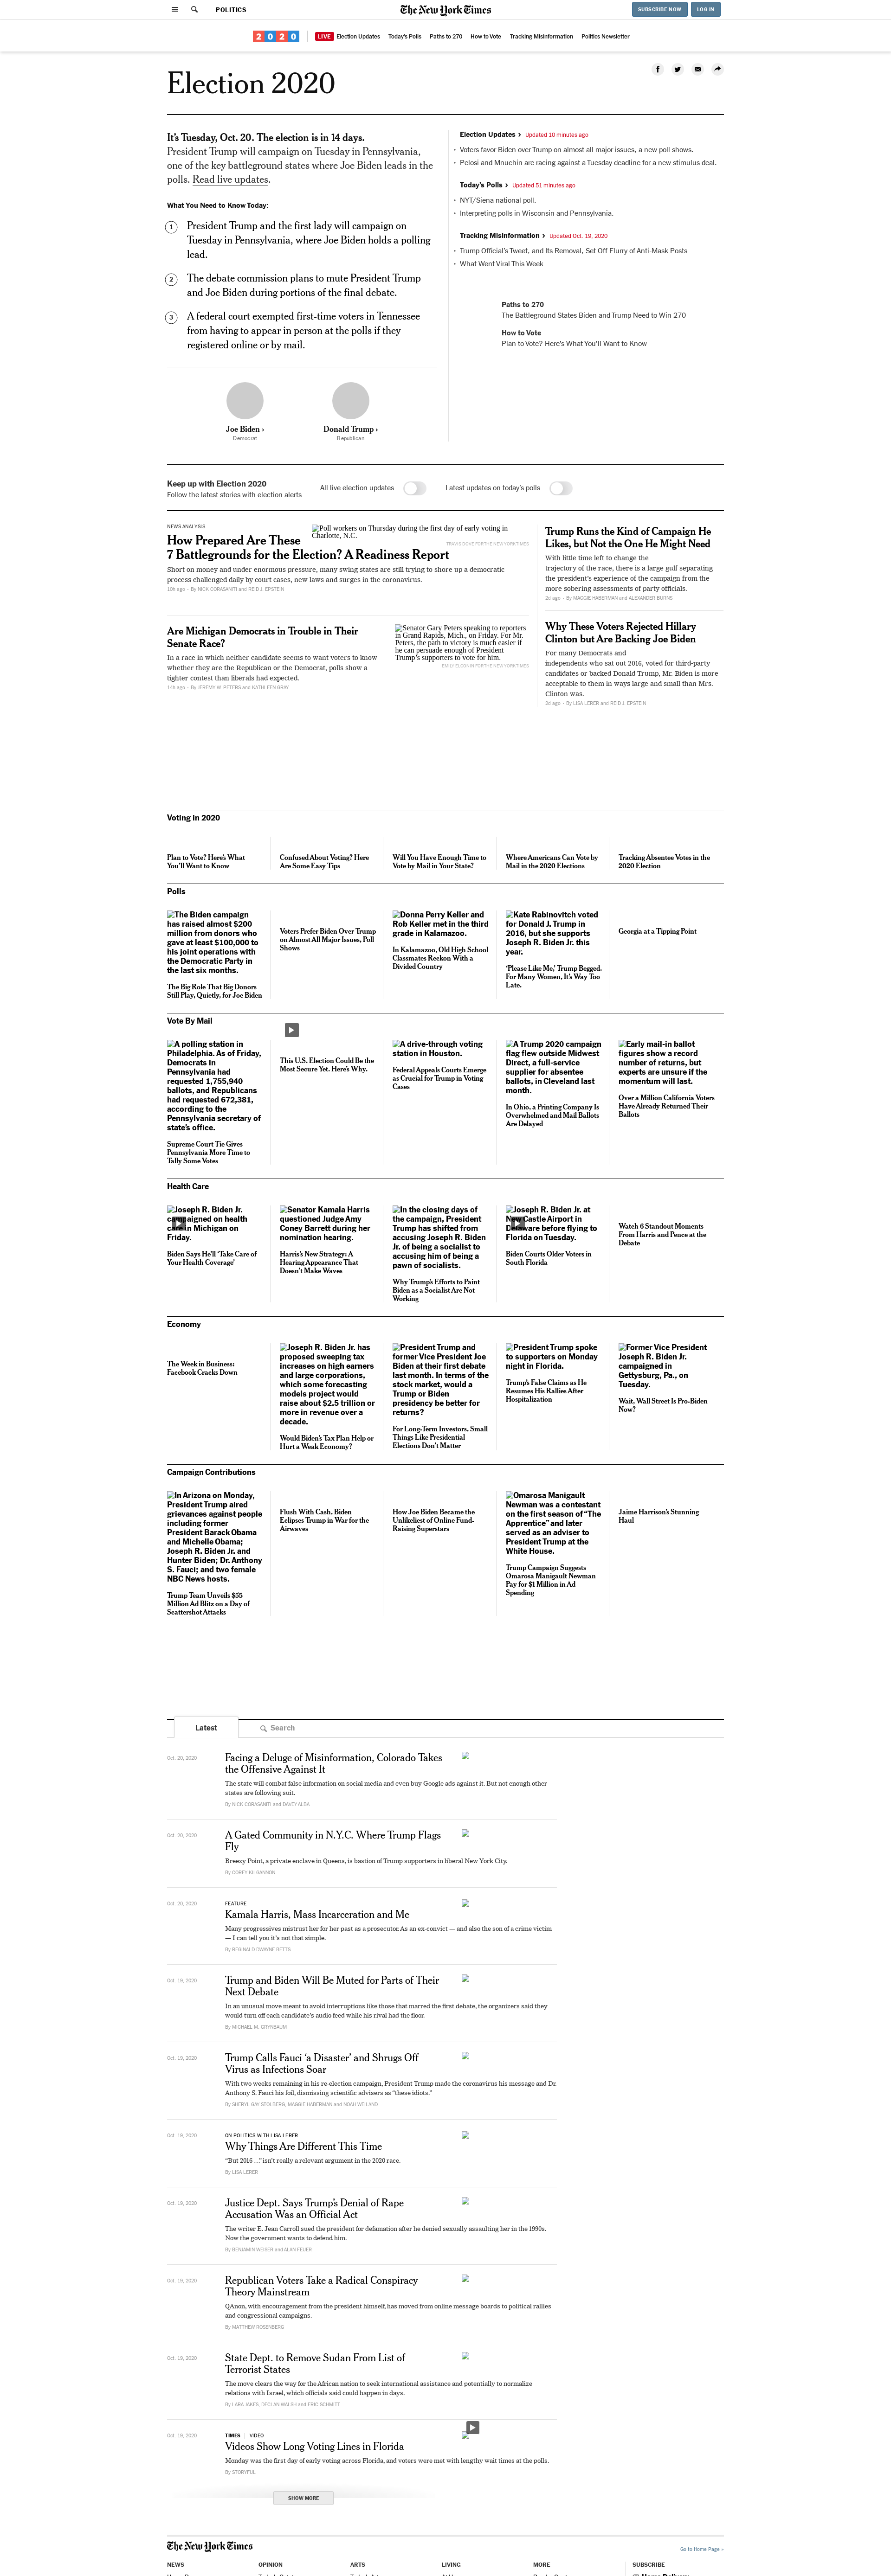 POLITICS
The New York Times
SUBSCRIBE NOW
LOG IN
2020
LIVE Election Updates
Today's Polls
Paths to 270
How to Vote
Tracking Misinformation
Politics Newsletter
Election 2020
It's Tuesday, Oct. 20. The election is in 14 days.
President Trump will campaign on Tuesday in Pennsylvania,
one of the key battleground states where Joe Biden leads in the
polls. Read live updates.
What You Need to Know Today:
1 President Trump and the first lady will campaign on
Tuesday in Pennsylvania, where Joe Biden holds a polling
lead.
2 The debate commission plans to mute President Trump
and Joe Biden during portions of the final debate.
3 A federal court exempted first-time voters in Tennessee
from having to appear in person at the polls if they
registered online or by mail.
Joe Biden ›
Democrat
Donald Trump ›
Republican
Election Updates › Updated 10 minutes ago
• Voters favor Biden over Trump on almost all major issues, a new poll shows.
• Pelosi and Mnuchin are racing against a Tuesday deadline for a new stimulus deal.
Today's Polls › Updated 51 minutes ago
• NYT/Siena national poll.
• Interpreting polls in Wisconsin and Pennsylvania.
Tracking Misinformation › Updated Oct. 19, 2020
• Trump Official's Tweet, and Its Removal, Set Off Flurry of Anti-Mask Posts
• What Went Viral This Week
Paths to 270
The Battleground States Biden and Trump Need to Win 270
How to Vote
Plan to Vote? Here's What You'll Want to Know
Keep up with Election 2020
Follow the latest stories with election alerts
All live election updates
Latest updates on today's polls
NEWS ANALYSIS
How Prepared Are These
7 Battlegrounds for the Election? A Readiness Report
Poll workers on Thursday during the first day of early voting in
Charlotte, N.C.
TRAVIS DOVE FOR THE NEW YORK TIMES
Short on money and under enormous pressure, many swing states are still trying to shore up a democratic
process challenged daily by court cases, new laws and surges in the coronavirus.
10h ago – By NICK CORASANITI and REID J. EPSTEIN
Are Michigan Democrats in Trouble in Their
Senate Race?
In a race in which neither candidate seems to want voters to know
whether they are the Republican or the Democrat, polls show a
tighter contest than liberals had expected.
14h ago – By JEREMY W. PETERS and KATHLEEN GRAY
Senator Gary Peters speaking to reporters
in Grand Rapids, Mich., on Friday. For Mr.
Peters, the path to victory is much easier if
he can persuade enough of President
Trump's supporters to vote for him.
EMILY ELCONIN FOR THE NEW YORK TIMES
Trump Runs the Kind of Campaign He
Likes, but Not the One He Might Need
With little time left to change the
trajectory of the race, there is a large gulf separating
the president's experience of the campaign from the
more sobering assessments of party officials.
2d ago – By MAGGIE HABERMAN and ALEXANDER BURNS
Why These Voters Rejected Hillary
Clinton but Are Backing Joe Biden
For many Democrats and
independents who sat out 2016, voted for third-party
candidates or backed Donald Trump, Mr. Biden is more
acceptable to them in ways large and small than Mrs.
Clinton was.
2d ago – By LISA LERER and REID J. EPSTEIN
Voting in 2020
Plan to Vote? Here's What
You'll Want to Know
Confused About Voting? Here
Are Some Easy Tips
Will You Have Enough Time to
Vote by Mail in Your State?
Where Americans Can Vote by
Mail in the 2020 Elections
Tracking Absentee Votes in the
2020 Election
Polls
The Biden campaign
has raised almost $200
million from donors who
gave at least $100,000 to
his joint operations with
the Democratic Party in
the last six months.
The Big Role That Big Donors
Still Play, Quietly, for Joe Biden
Voters Prefer Biden Over Trump
on Almost All Major Issues, Poll
Shows
Donna Perry Keller and
Rob Keller met in the third
grade in Kalamazoo.
In Kalamazoo, Old High School
Classmates Reckon With a
Divided Country
Kate Rabinovitch voted
for Donald J. Trump in
2016, but she supports
Joseph R. Biden Jr. this
year.
'Please Like Me,' Trump Begged.
For Many Women, It's Way Too
Late.
Georgia at a Tipping Point
Vote By Mail
A polling station in
Philadelphia. As of Friday,
Democrats in
Pennsylvania had
requested 1,755,940
ballots, and Republicans
had requested 672,381,
according to the
Pennsylvania secretary of
state's office.
Supreme Court Tie Gives
Pennsylvania More Time to
Tally Some Votes
This U.S. Election Could Be the
Most Secure Yet. Here's Why.
A drive-through voting
station in Houston.
Federal Appeals Courts Emerge
as Crucial for Trump in Voting
Cases
A Trump 2020 campaign
flag flew outside Midwest
Direct, a full-service
supplier for absentee
ballots, in Cleveland last
month.
In Ohio, a Printing Company Is
Overwhelmed and Mail Ballots
Are Delayed
Early mail-in ballot
figures show a record
number of returns, but
experts are unsure if the
momentum will last.
Over a Million California Voters
Have Already Returned Their
Ballots
Health Care
Joseph R. Biden Jr.
campaigned on health
care in Michigan on
Friday.
Biden Says He'll 'Take Care of
Your Health Coverage'
Senator Kamala Harris
questioned Judge Amy
Coney Barrett during her
nomination hearing.
Harris's New Strategy: A
Hearing Appearance That
Doesn't Make Waves
In the closing days of
the campaign, President
Trump has shifted from
accusing Joseph R. Biden
Jr. of being a socialist to
accusing him of being a
pawn of socialists.
Why Trump's Efforts to Paint
Biden as a Socialist Are Not
Working
Joseph R. Biden Jr. at
New Castle Airport in
Delaware before flying to
Florida on Tuesday.
Biden Courts Older Voters in
South Florida
Watch 6 Standout Moments
From Harris and Pence at the
Debate
Economy
The Week in Business:
Facebook Cracks Down
Joseph R. Biden Jr. has
proposed sweeping tax
increases on high earners
and large corporations,
which some forecasting
models project would
raise about $2.5 trillion or
more in revenue over a
decade.
Would Biden's Tax Plan Help or
Hurt a Weak Economy?
President Trump and
former Vice President Joe
Biden at their first debate
last month. In terms of the
stock market, would a
Trump or Biden
presidency be better for
returns?
For Long-Term Investors, Small
Things Like Presidential
Elections Don't Matter
President Trump spoke
to supporters on Monday
night in Florida.
Trump's False Claims as He
Resumes His Rallies After
Hospitalization
Former Vice President
Joseph R. Biden Jr.
campaigned in
Gettysburg, Pa., on
Tuesday.
Wait, Wall Street Is Pro-Biden
Now?
Campaign Contributions
In Arizona on Monday,
President Trump aired
grievances against people
including former
President Barack Obama
and Michelle Obama;
Joseph R. Biden Jr. and
Hunter Biden; Dr. Anthony
S. Fauci; and two female
NBC News hosts.
Trump Team Unveils $55
Million Ad Blitz on a Day of
Scattershot Attacks
Flush With Cash, Biden
Eclipses Trump in War for the
Airwaves
How Joe Biden Became the
Unlikeliest of Online Fund-
Raising Superstars
Omarosa Manigault
Newman was a contestant
on the first season of “The
Apprentice” and later
served as an adviser to
President Trump at the
White House.
Trump Campaign Suggests
Omarosa Manigault Newman
Pay for $1 Million in Ad
Spending
Jaime Harrison's Stunning
Haul
Latest
Search
Oct. 20, 2020
Facing a Deluge of Misinformation, Colorado Takes
the Offensive Against It
The state will combat false information on social media and even buy Google ads against it. But not enough other
states are following suit.
By NICK CORASANITI and DAVEY ALBA
Oct. 20, 2020
A Gated Community in N.Y.C. Where Trump Flags
Fly
Breezy Point, a private enclave in Queens, is bastion of Trump supporters in liberal New York City.
By COREY KILGANNON
Oct. 20, 2020
FEATURE
Kamala Harris, Mass Incarceration and Me
Many progressives mistrust her for her past as a prosecutor. As an ex-convict — and also the son of a crime victim
— I can tell you it's not that simple.
By REGINALD DWAYNE BETTS
Oct. 19, 2020
Trump and Biden Will Be Muted for Parts of Their
Next Debate
In an unusual move meant to avoid interruptions like those that marred the first debate, the organizers said they
would turn off each candidate's audio feed while his rival had the floor.
By MICHAEL M. GRYNBAUM
Oct. 19, 2020
Trump Calls Fauci 'a Disaster' and Shrugs Off
Virus as Infections Soar
With two weeks remaining in his re-election campaign, President Trump made the coronavirus his message and Dr.
Anthony S. Fauci his foil, dismissing scientific advisers as “these idiots.”
By SHERYL GAY STOLBERG, MAGGIE HABERMAN and NOAH WEILAND
Oct. 19, 2020
ON POLITICS WITH LISA LERER
Why Things Are Different This Time
“But 2016 …” isn't really a relevant argument in the 2020 race.
By LISA LERER
Oct. 19, 2020
Justice Dept. Says Trump's Denial of Rape
Accusation Was an Official Act
The writer E. Jean Carroll sued the president for defamation after he denied sexually assaulting her in the 1990s.
Now the government wants to defend him.
By BENJAMIN WEISER and ALAN FEUER
Oct. 19, 2020
Republican Voters Take a Radical Conspiracy
Theory Mainstream
QAnon, with encouragement from the president himself, has moved from online message boards to political rallies
and congressional campaigns.
By MATTHEW ROSENBERG
Oct. 19, 2020
State Dept. to Remove Sudan From List of
Terrorist States
The move clears the way for the African nation to seek international assistance and potentially to normalize
relations with Israel, which officials said could happen in days.
By LARA JAKES, DECLAN WALSH and ERIC SCHMITT
Oct. 19, 2020
TIMES | VIDEO
Videos Show Long Voting Lines in Florida
Monday was the first day of early voting across Florida, and voters were met with lengthy wait times at the polls.
By STORYFUL
SHOW MORE
The New York Times
Go to Home Page »
NEWS
OPINION
ARTS
LIVING
MORE
SUBSCRIBE